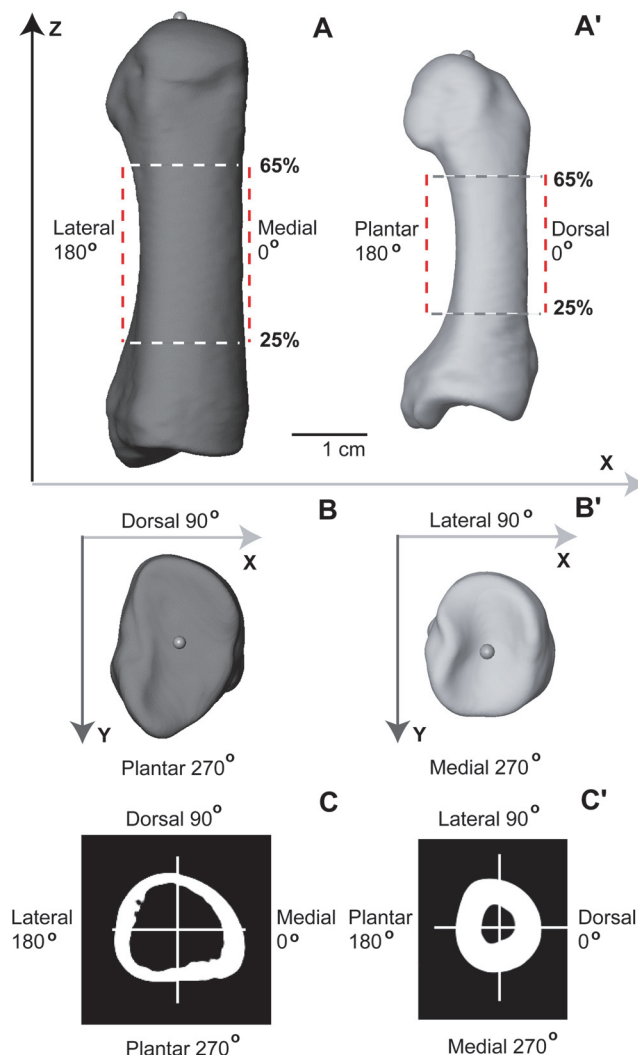 Z
A
A'
65%
65%
Lateral
180°
Medial
0°
Plantar
180°
Dorsal
0°
25%
25%
1 cm
X
Dorsal 90°
B
Lateral 90°
B'
X
X
Y
Y
Plantar 270°
Medial 270°
Dorsal 90°
C
Lateral 90°
C'
Lateral
180°
Medial
0°
Plantar
180°
Dorsal
0°
Plantar 270°
Medial 270°